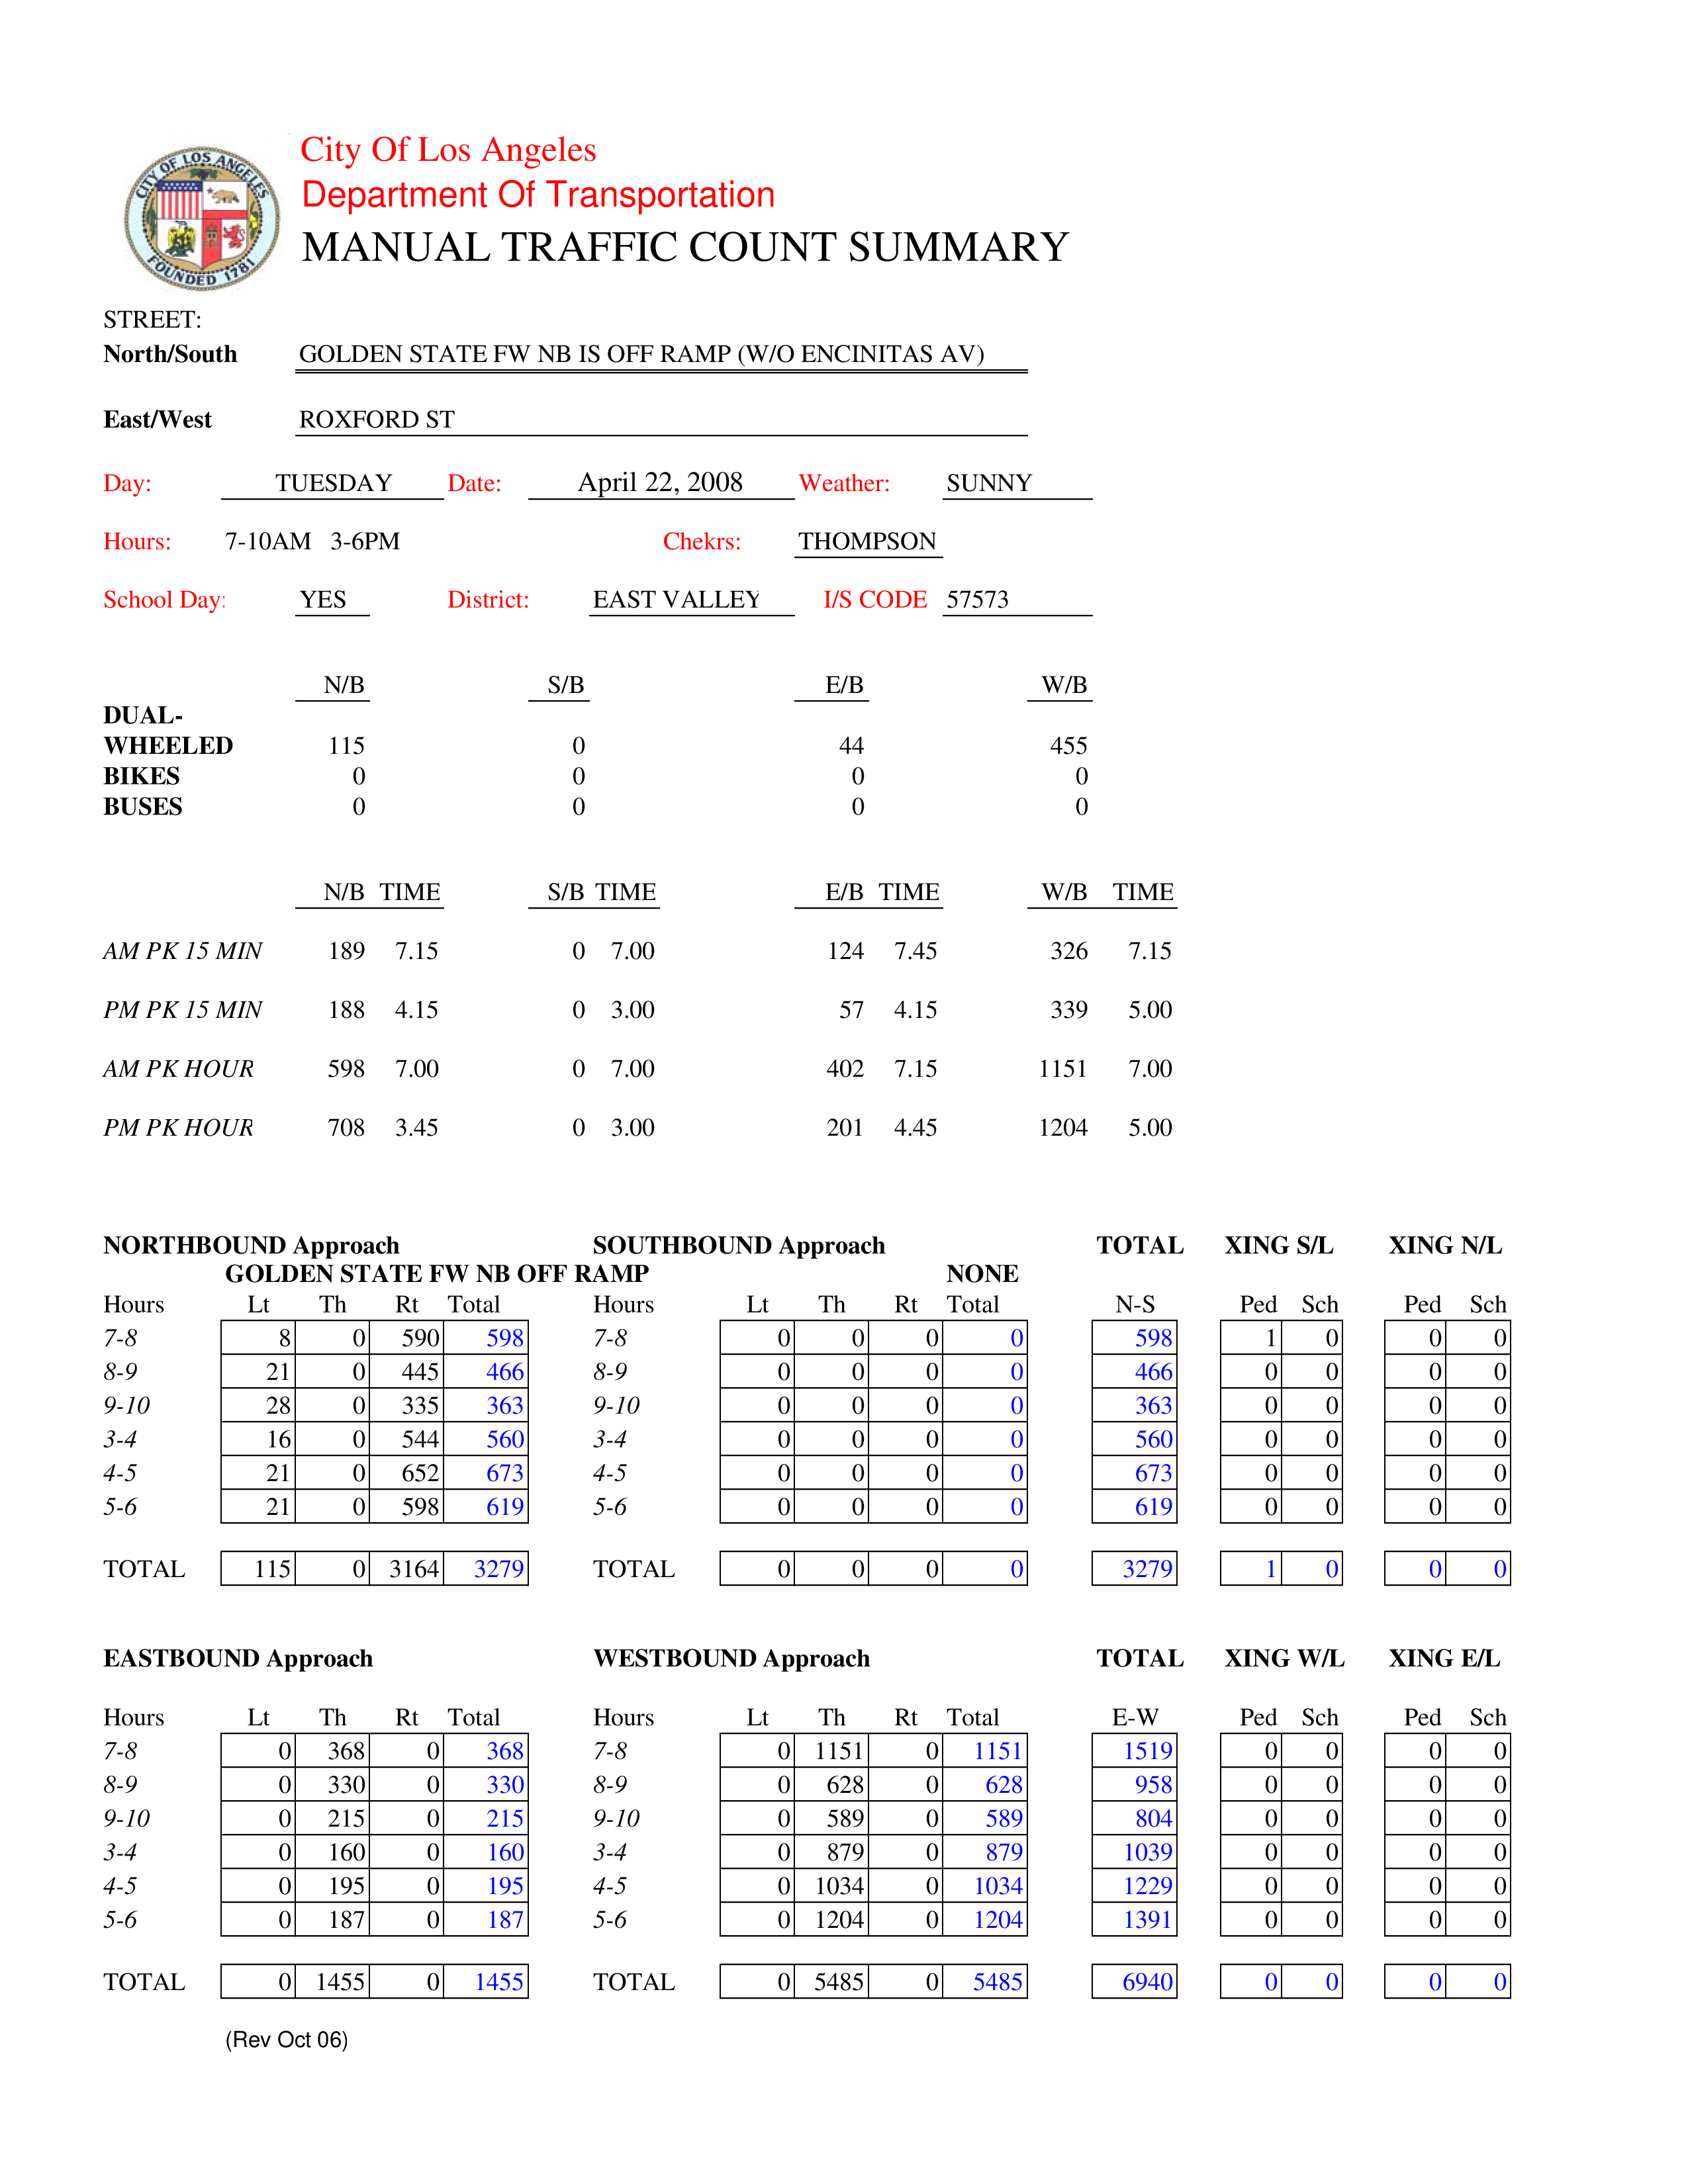 CITY OF LOS ANGELES
FOUNDED 1781
City Of Los Angeles
Department Of Transportation
MANUAL TRAFFIC COUNT SUMMARY
STREET:
North/South GOLDEN STATE FW NB IS OFF RAMP (W/O ENCINITAS AV)
East/West ROXFORD ST
Day: TUESDAY Date: April 22, 2008 Weather: SUNNY
Hours: 7-10AM 3-6PM Chekrs: THOMPSON
School Day: YES District: EAST VALLEY I/S CODE 57573
N/B S/B E/B W/B
DUAL-
WHEELED 115 0 44 455
BIKES 0 0 0 0
BUSES 0 0 0 0
N/B TIME S/B TIME E/B TIME W/B TIME
AM PK 15 MIN 189 7.15 0 7.00 124 7.45 326 7.15
PM PK 15 MIN 188 4.15 0 3.00 57 4.15 339 5.00
AM PK HOUR 598 7.00 0 7.00 402 7.15 1151 7.00
PM PK HOUR 708 3.45 0 3.00 201 4.45 1204 5.00
NORTHBOUND Approach SOUTHBOUND Approach TOTAL XING S/L XING N/L
GOLDEN STATE FW NB OFF RAMP NONE
Hours Lt Th Rt Total Hours Lt Th Rt Total N-S Ped Sch Ped Sch
7-8 8 0 590 598 7-8 0 0 0 0 598 1 0 0 0
8-9 21 0 445 466 8-9 0 0 0 0 466 0 0 0 0
9-10 28 0 335 363 9-10 0 0 0 0 363 0 0 0 0
3-4 16 0 544 560 3-4 0 0 0 0 560 0 0 0 0
4-5 21 0 652 673 4-5 0 0 0 0 673 0 0 0 0
5-6 21 0 598 619 5-6 0 0 0 0 619 0 0 0 0
TOTAL 115 0 3164 3279 TOTAL 0 0 0 0 3279 1 0 0 0
EASTBOUND Approach WESTBOUND Approach TOTAL XING W/L XING E/L
Hours Lt Th Rt Total Hours Lt Th Rt Total E-W Ped Sch Ped Sch
7-8 0 368 0 368 7-8 0 1151 0 1151 1519 0 0 0 0
8-9 0 330 0 330 8-9 0 628 0 628 958 0 0 0 0
9-10 0 215 0 215 9-10 0 589 0 589 804 0 0 0 0
3-4 0 160 0 160 3-4 0 879 0 879 1039 0 0 0 0
4-5 0 195 0 195 4-5 0 1034 0 1034 1229 0 0 0 0
5-6 0 187 0 187 5-6 0 1204 0 1204 1391 0 0 0 0
TOTAL 0 1455 0 1455 TOTAL 0 5485 0 5485 6940 0 0 0 0
(Rev Oct 06)